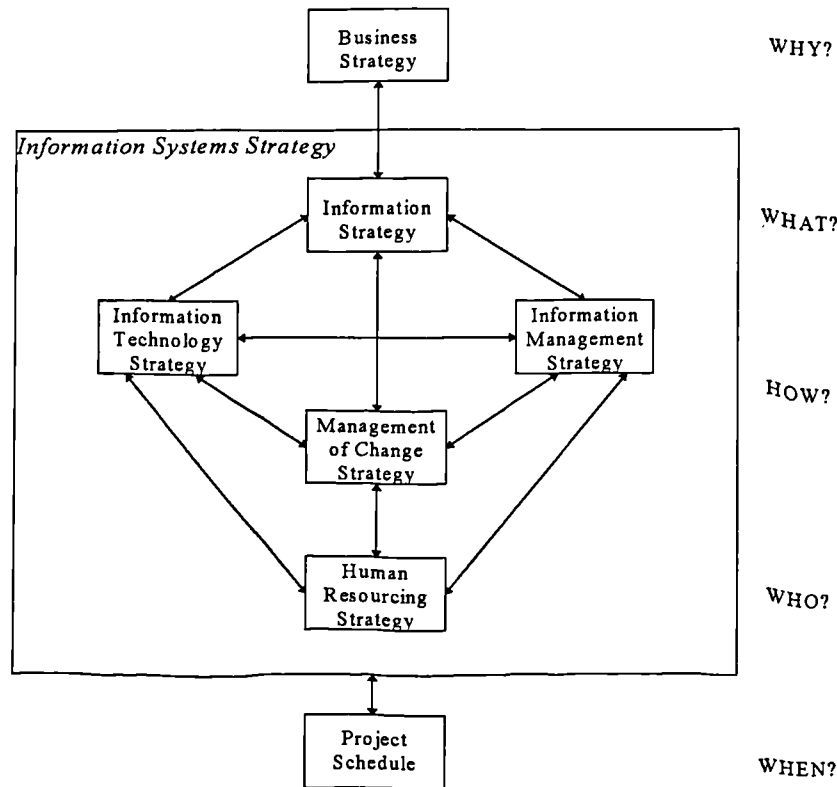 Business
Strategy
WHY?
Information Systems Strategy
Information
Strategy
WHAT?
Information
Technology
Strategy
Information
Management
Strategy
HOW?
Management
of Change
Strategy
Human
Resourcing
Strategy
WHO?
Project
Schedule
WHEN?